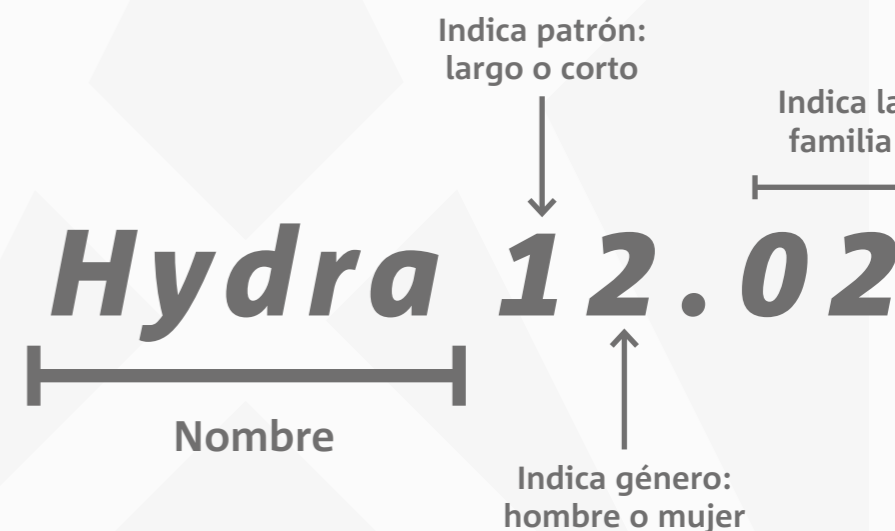 Indica patrón:
largo o corto
Indica la
familia
Hydra 12.02
Nombre
Indica género:
hombre o mujer